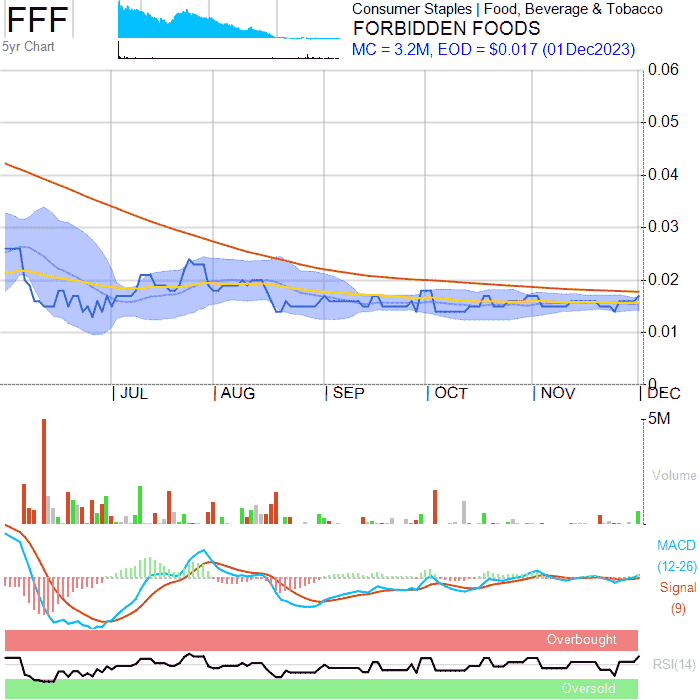 FFF
5yr Chart
Consumer Staples | Food, Beverage & Tobacco
FORBIDDEN FOODS
MC = 3.2M, EOD = $0.017 (01Dec2023)
0.06
0.05
0.04
0.03
0.02
0.01
0
JUL AUG SEP OCT NOV DEC
5M
Volume
MACD
(12-26)
Signal
(9)
Overbought
RSI(14)
Oversold